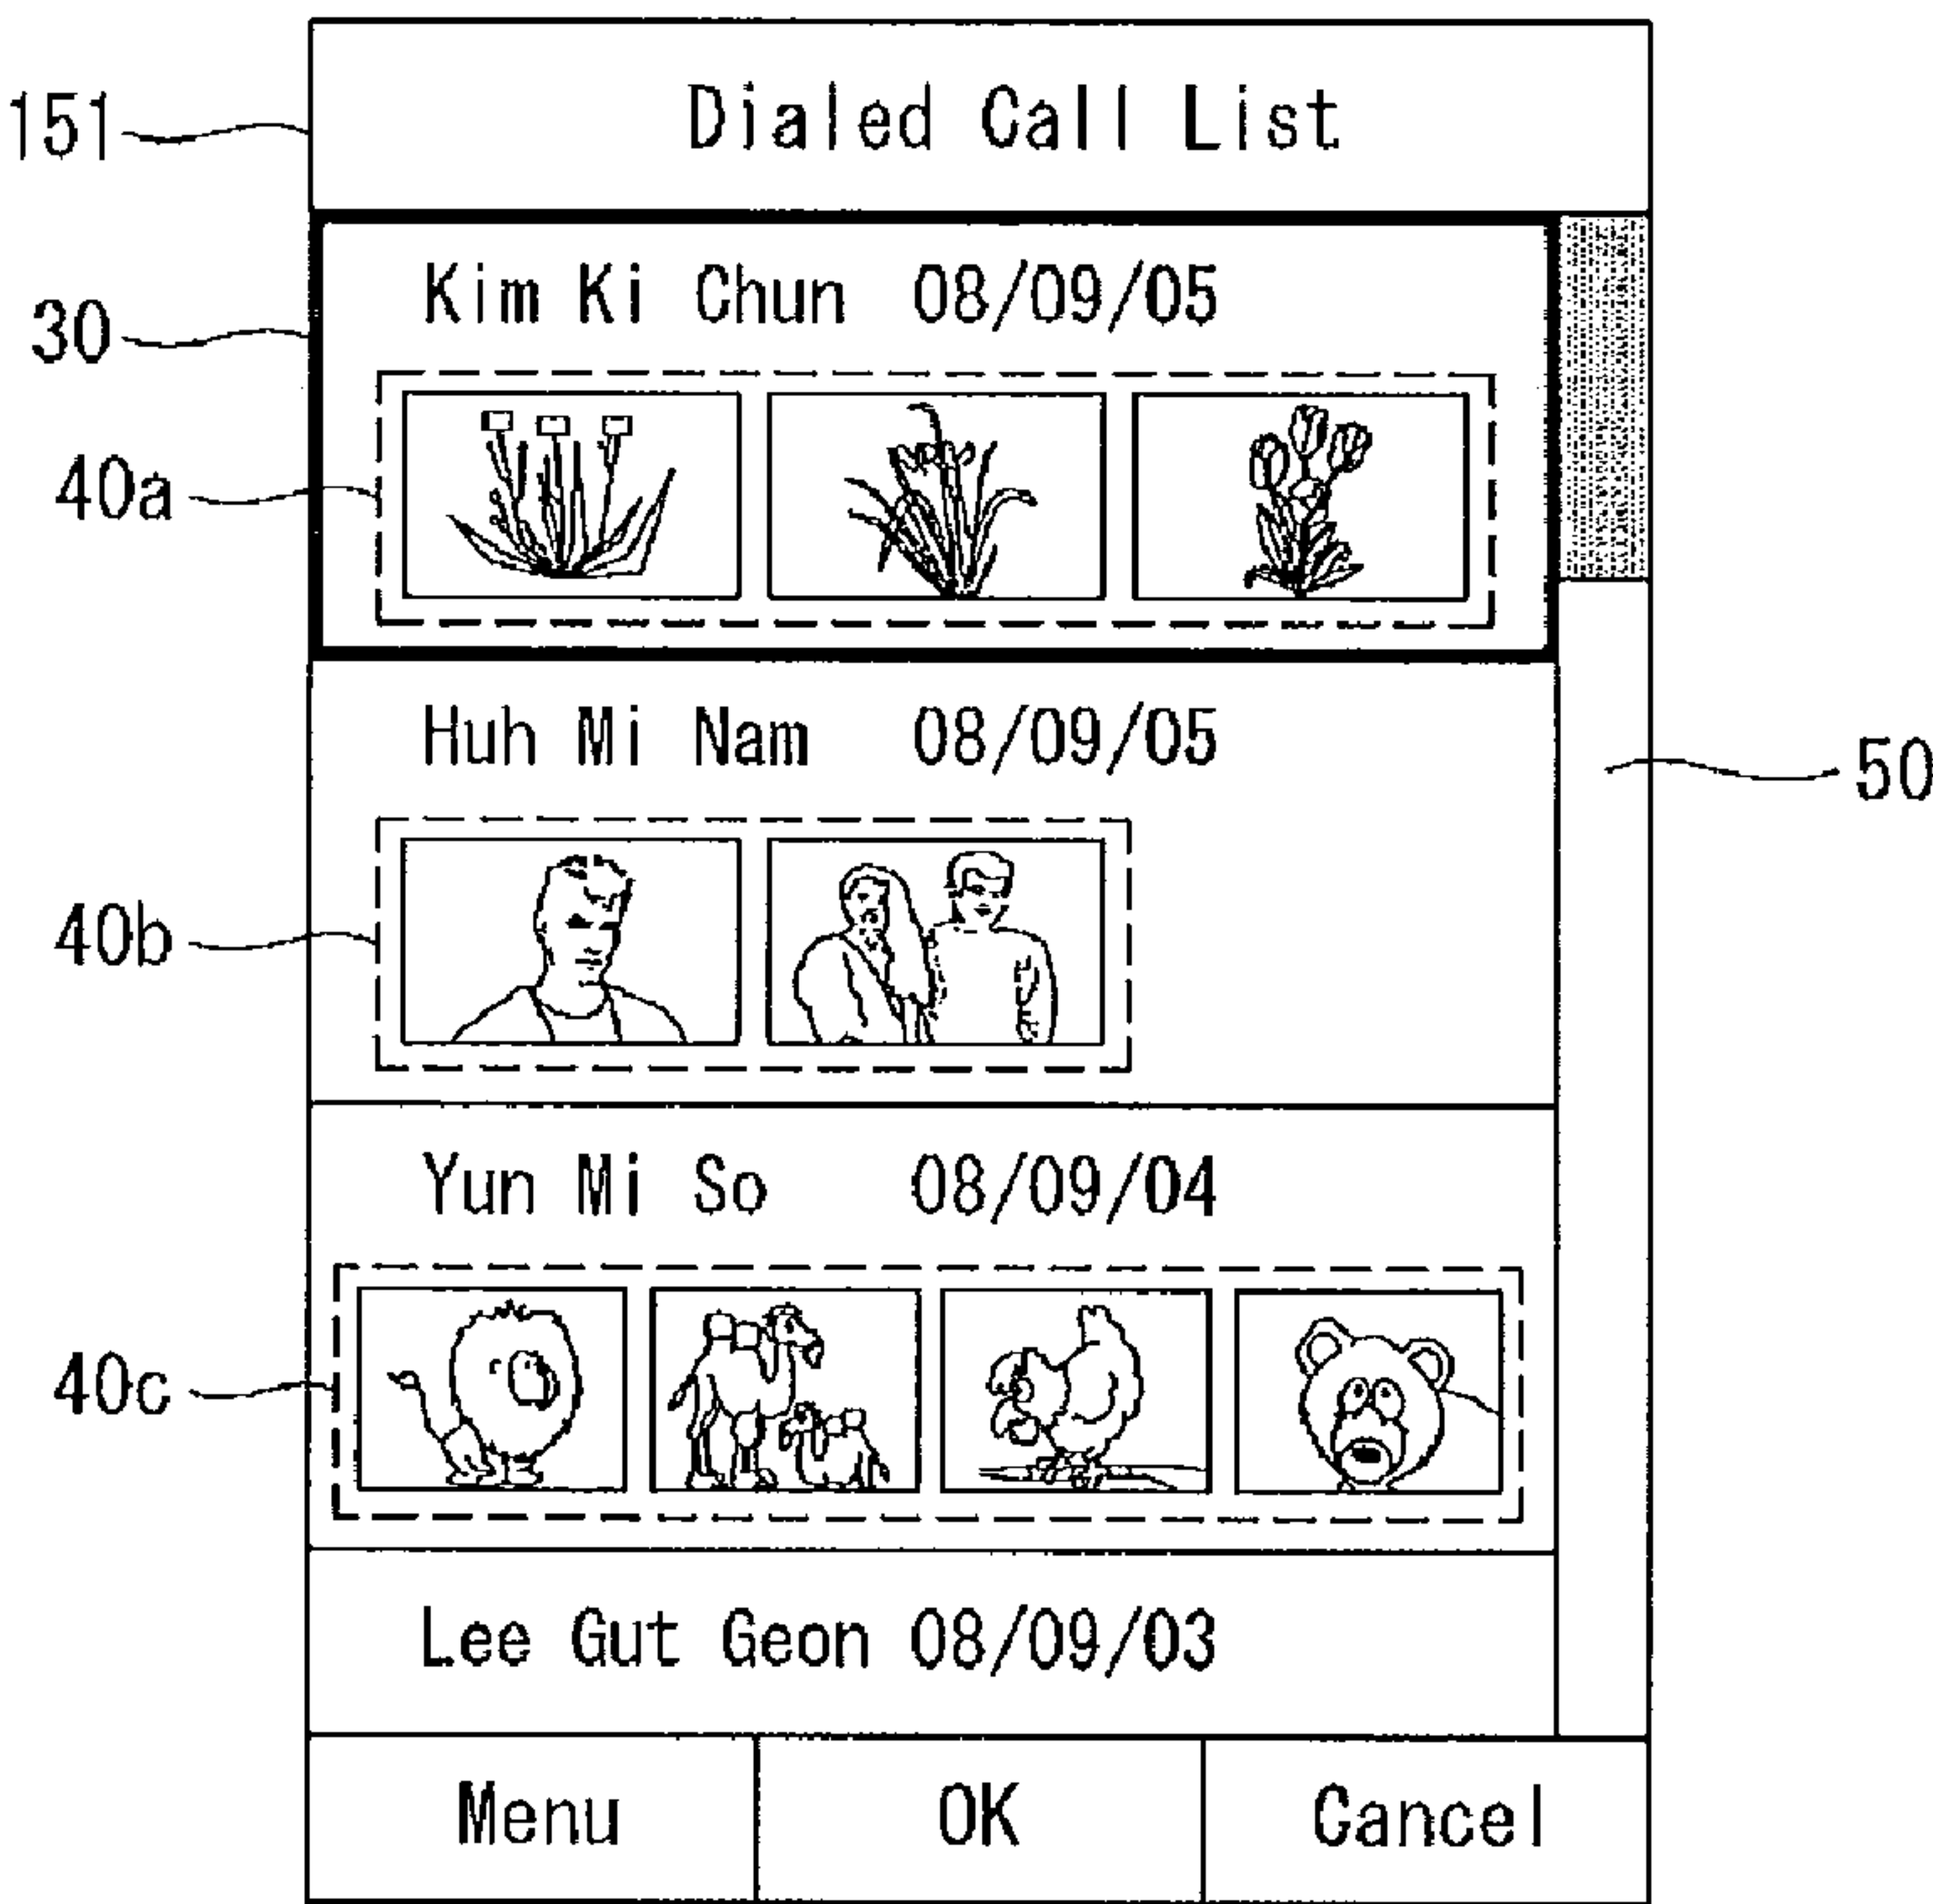 151
Dialed Call List
30
Kim Ki Chun 08/09/05
40a
Huh Mi Nam 08/09/05
50
40b
Yun Mi So 08/09/04
40c
Lee Gut Geon 08/09/03
Menu OK Cancel